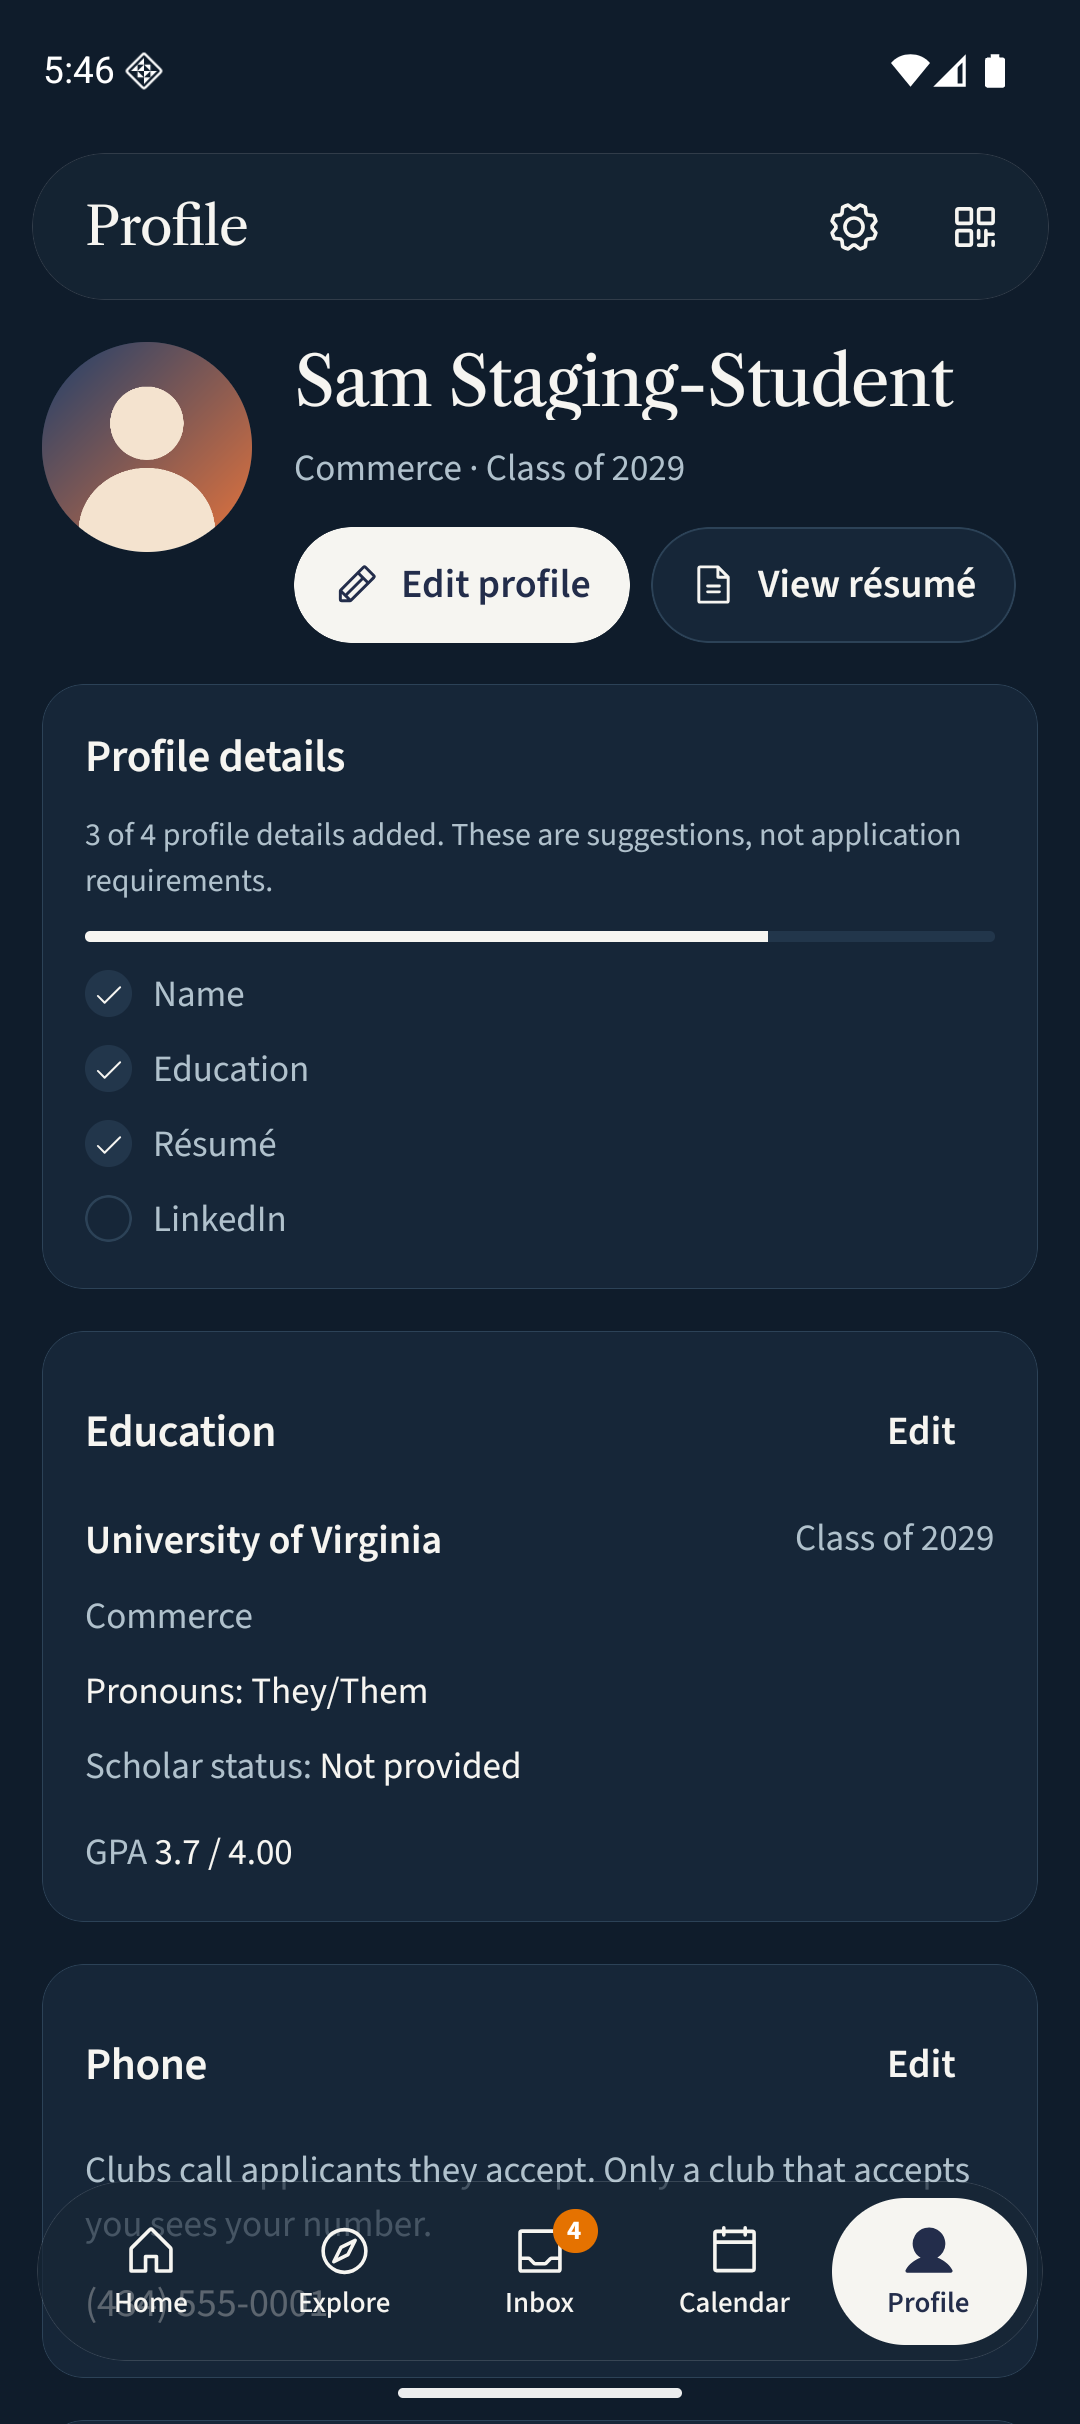 5:46
Profile
Sam Staging-Student
Commerce · Class of 2029
Edit profile
View résumé
Profile details
3 of 4 profile details added. These are suggestions, not application
requirements.
Name
Education
Résumé
LinkedIn
Education
Edit
University of Virginia
Class of 2029
Commerce
Pronouns: They/Them
Scholar status: Not provided
GPA 3.7 / 4.00
Phone
Edit
Clubs call applicants they accept. Only a club that accepts
you sees your number.
(434) 555-0001
4
Home
Explore
Inbox
Calendar
Profile